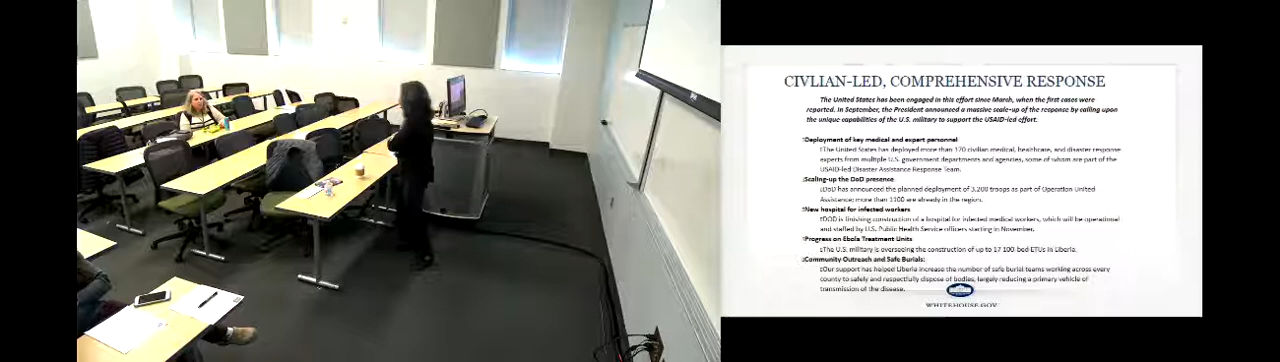 CIVLIAN-LED, COMPREHENSIVE RESPONSE
The United States has been engaged in this effort since March, when the first cases were
reported. In September, the President announced a massive scale-up of the response by calling upon
the unique capabilities of the U.S. military to support the USAID-led effort.
Deployment of key medical and expert personnel
The United States has deployed more than 170 civilian medical, healthcare, and disaster response
experts from multiple U.S. government departments and agencies, some of whom are part of the
USAID-led Disaster Assistance Response Team.
Scaling-up the DoD presence
DoD has announced the planned deployment of 3,200 troops as part of Operation United
Assistance; more than 1100 are already in the region.
New hospital for infected workers
DOD is finishing construction of a hospital for infected medical workers, which will be operational
and staffed by U.S. Public Health Service officers starting in November.
Progress on Ebola Treatment Units
The U.S. military is overseeing the construction of up to 17 100-bed ETUs in Liberia.
Community Outreach and Safe Burials:
Our support has helped Liberia increase the number of safe burial teams working across every
county to safely and respectfully dispose of bodies, largely reducing a primary vehicle of
transmission of the disease.
WHITEHOUSE.GOV